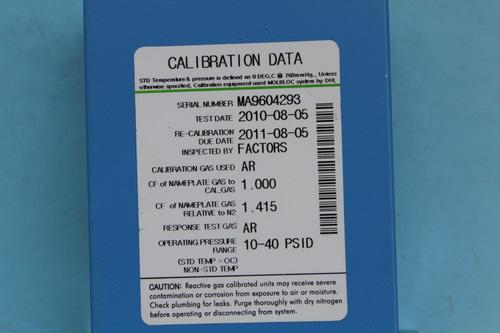 CALIBRATION DATA
STD Temperature & pressure is defined as 0 DEG,C @ 760mmHg,, Unless
otherwise specified, Calibration equipment used MOLBLOC system by DHI,
SERIAL NUMBER MA9604293
TEST DATE 2010-08-05
RE-CALIBRATION
DUE DATE 2011-08-05
INSPECTED BY FACTORS
CALIBRATION GAS USED AR
CF of NAMEPLATE GAS to
CAL,GAS 1.000
CF of NAMEPLATE GAS
RELATIVE to N2 1.415
RESPONSE TEST GAS AR
OPERATING PRESSURE
RANGE 10-40 PSID
(STD TEMP = OC)
NON-STD TEMP
CAUTION: Reactive gas calibrated units may receive severe
contamination or corrosion from exposure to air or moisture.
Check plumbing for leaks. Purge thoroughly with dry nitrogen
before operating or disconnecting from system.